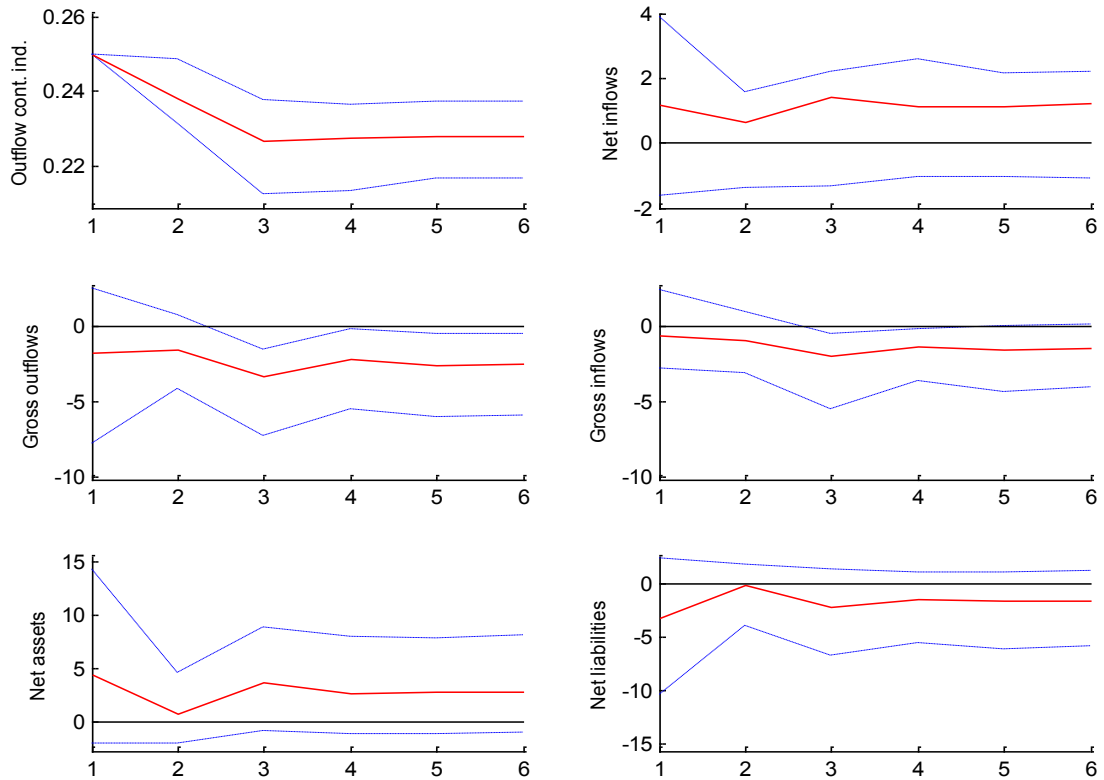 Outflow cont. ind.
0.26
0.24
0.22
1 2 3 4 5 6
Net inflows
4
2
0
-2
1 2 3 4 5 6
Gross outflows
0
-5
-10
1 2 3 4 5 6
Gross inflows
0
-5
-10
1 2 3 4 5 6
Net assets
15
10
5
0
1 2 3 4 5 6
Net liabilities
0
-5
-10
-15
1 2 3 4 5 6